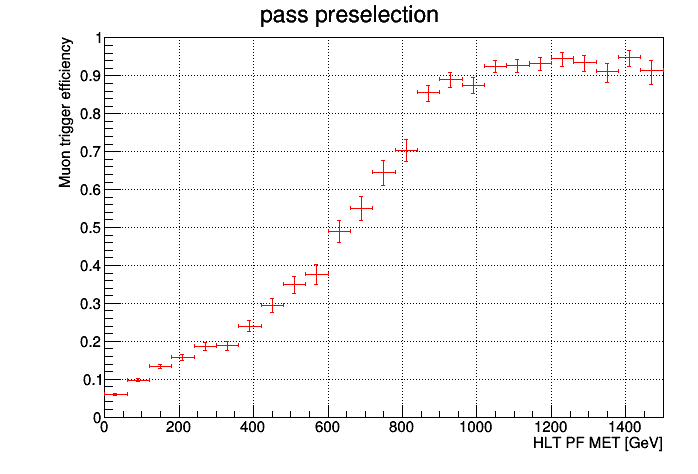 pass preselection
Muon trigger efficiency
1
0.9
0.8
0.7
0.6
0.5
0.4
0.3
0.2
0.1
0
0 200 400 600 800 1000 1200 1400
HLT PF MET [GeV]